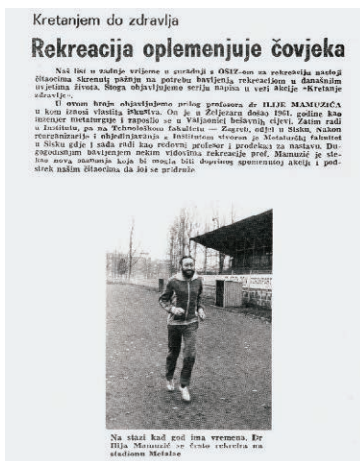 Kretanjem do zdravlja
Rekreacija oplemenjuje čovjeka
Naš list u zadnje vrijeme u suradnji s OSIZ-om za rekreaciju nastoji
čitaocima skrenuti pažnju na potrebu bavljenja rekreacijom u današnjim
uvjetima života. Stoga objavljujemo seriju napisa u vezi akcije »Kretanje
zdravlje«.
U ovom broju objavljujemo prilog profesora dr ILIJE MAMUZIĆA
u kom iznosi vlastita iskustva. On je u Željezaru došao 1961. godine kao
inženjer metalurgije i zaposlio se u Valjaonici bešavnih cijevi. Zatim radi
u Institutu, pa na Tehnološkom fakultetu — Zagreb, odjel u Sisku. Nakon
reorganizacija i objedinjavanja s Institutom stvoren je Metalurški fakultet
u Sisku gdje i sada radi kao redovni profesor i prodekan za nastavu. Du-
gogodišnjim bavljenjem nekim vidovima rekreacije prof. Mamuzić je ste-
kao nova saznanja koja bi mogla biti doprinos spomenutoj akciji i pod-
strek našim čitaocima da joj se pridruže.
Na stazi kad god ima vremena. Dr
Ilija Mamuzić se često rekreira na
stadionu Metalac